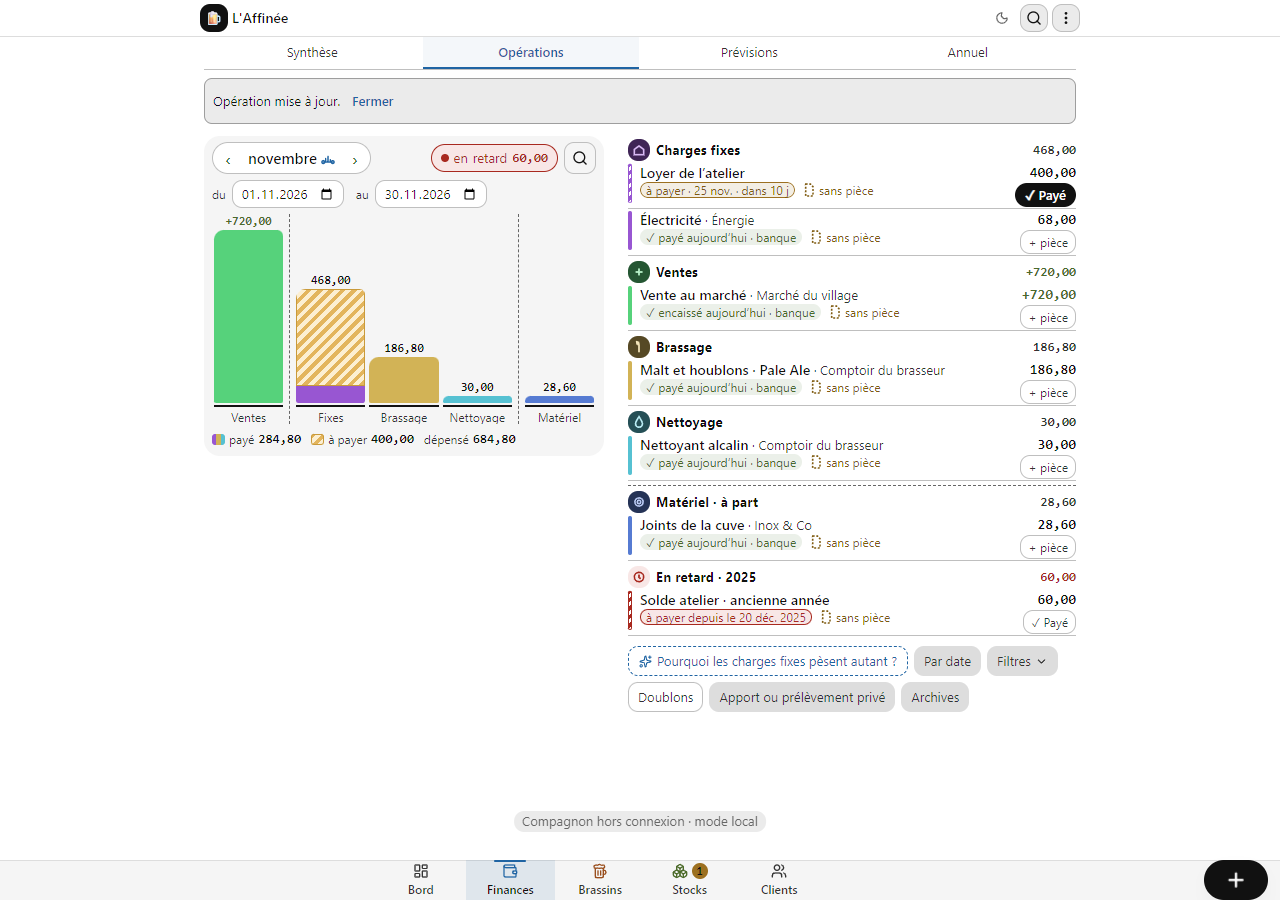 L'Affinée
Synthèse
Opérations
Prévisions
Annuel
Opération mise à jour. Fermer
‹ novembre ›
en retard 60,00
du 01.11.2026 au 30.11.2026
+720,00
468,00
186,80
30,00
28,60
Ventes
Fixes
Brassage
Nettoyage
Matériel
payé 284,80 à payer 400,00 dépensé 684,80
Charges fixes 468,00
Loyer de l’atelier 400,00
à payer · 25 nov. · dans 10 j sans pièce ✓ Payé
Électricité · Énergie 68,00
✓ payé aujourd’hui · banque sans pièce + pièce
Ventes +720,00
Vente au marché · Marché du village +720,00
✓ encaissé aujourd’hui · banque sans pièce + pièce
Brassage 186,80
Malt et houblons · Pale Ale · Comptoir du brasseur 186,80
✓ payé aujourd’hui · banque sans pièce + pièce
Nettoyage 30,00
Nettoyant alcalin · Comptoir du brasseur 30,00
✓ payé aujourd’hui · banque sans pièce + pièce
Matériel · à part 28,60
Joints de la cuve · Inox & Co 28,60
✓ payé aujourd’hui · banque sans pièce + pièce
En retard · 2025 60,00
Solde atelier · ancienne année 60,00
à payer depuis le 20 déc. 2025 sans pièce ✓ Payé
Pourquoi les charges fixes pèsent autant ? Par date Filtres
Doublons Apport ou prélèvement privé Archives
Compagnon hors connexion · mode local
Bord
Finances
Brassins
Stocks 1
Clients
+